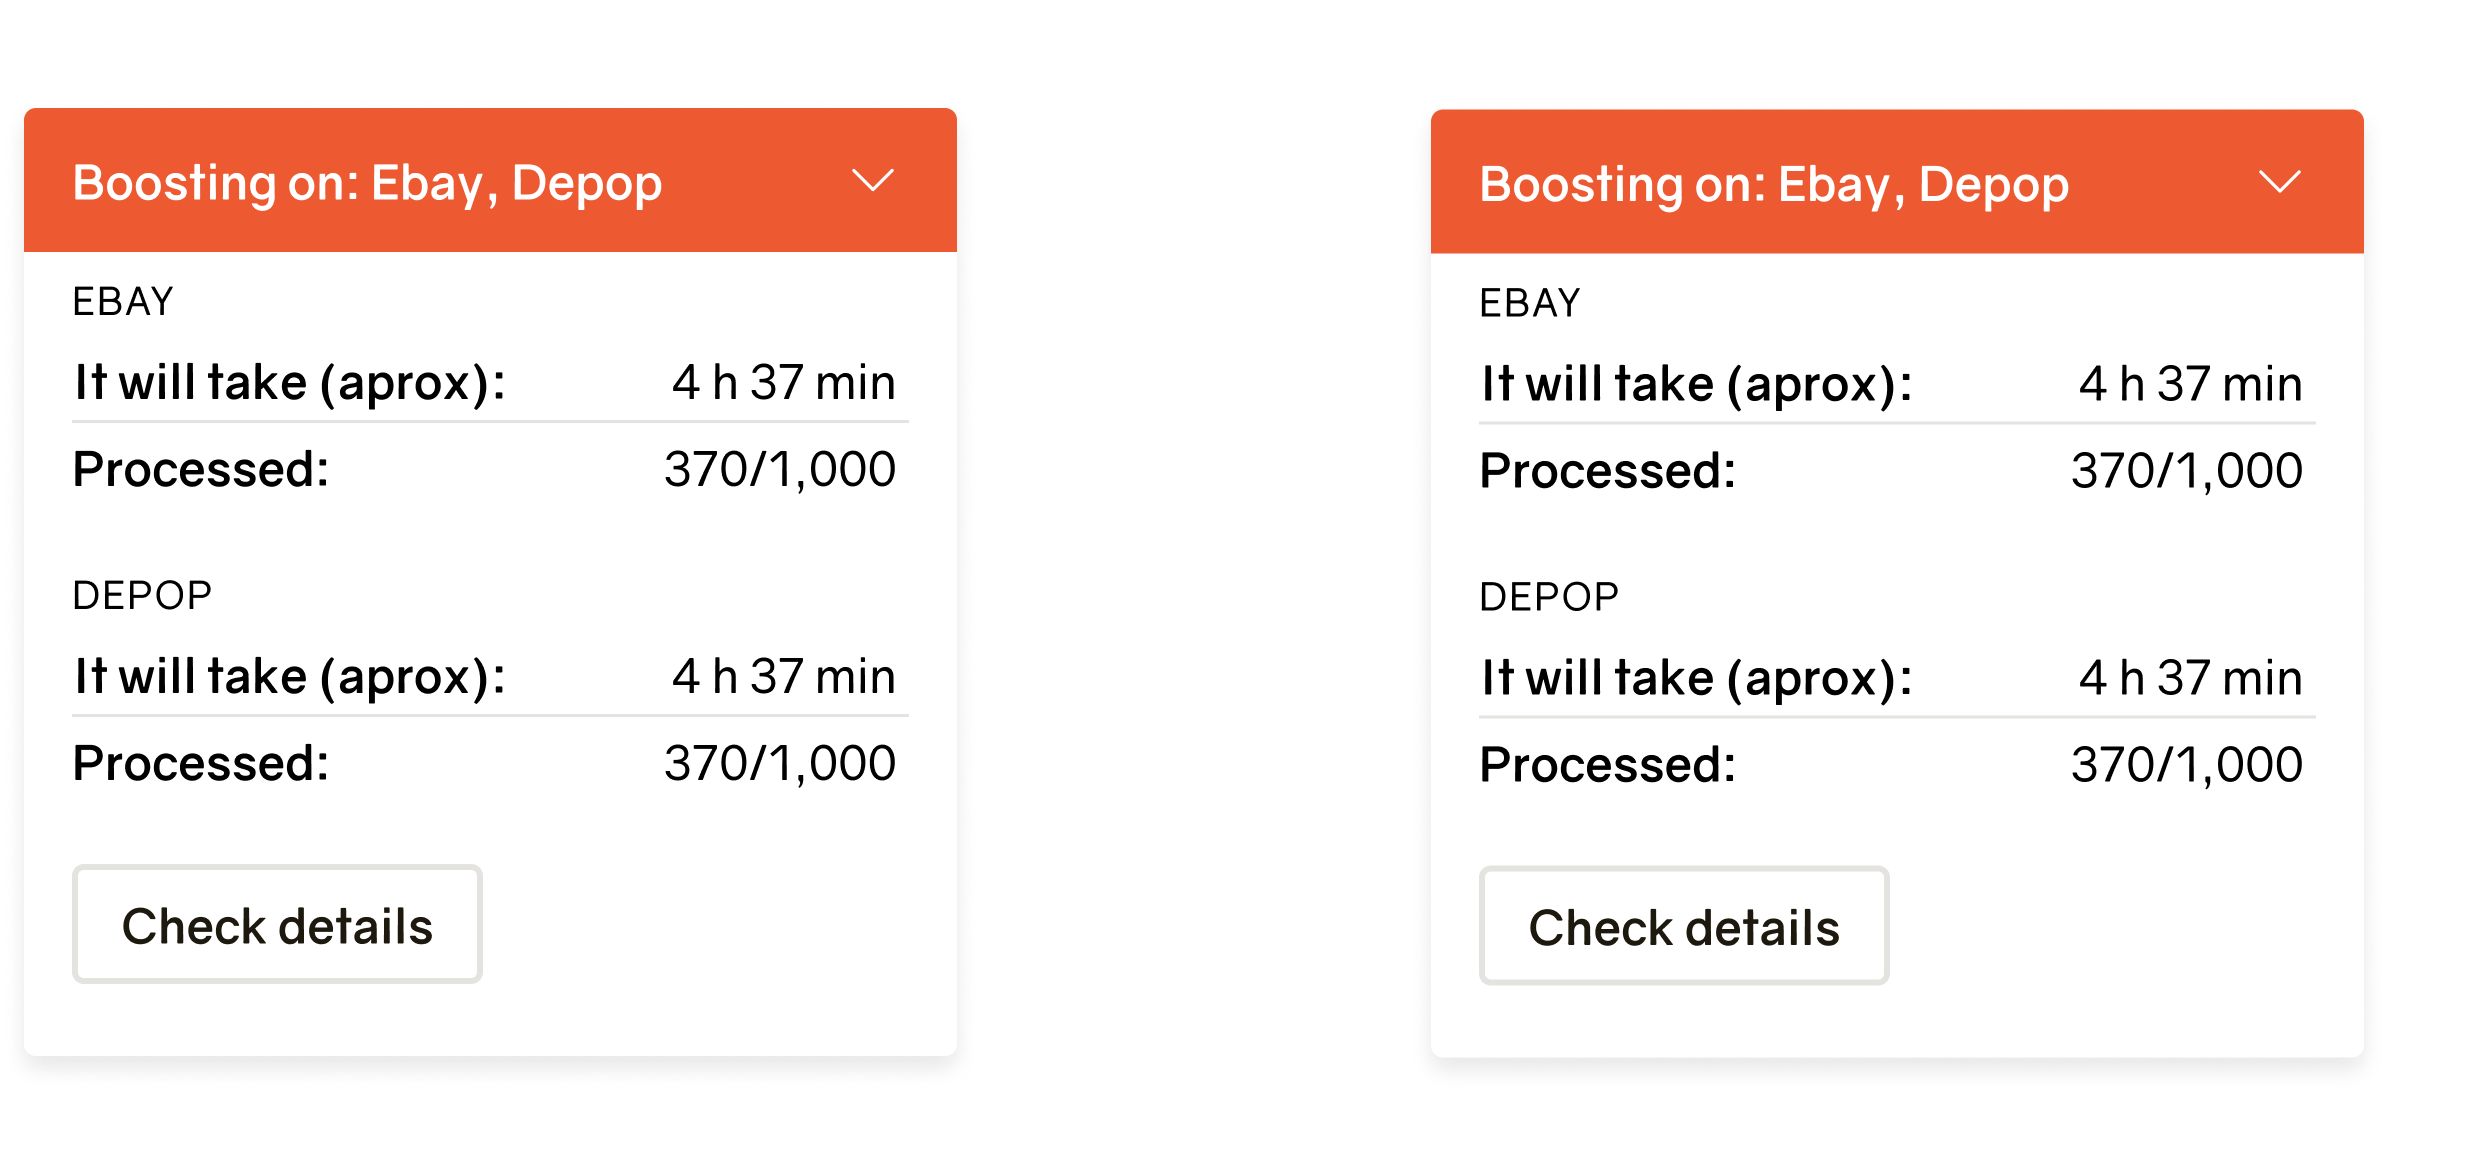 Boosting on: Ebay, Depop
EBAY
It will take (aprox): 4 h 37 min
Processed: 370/1,000
DEPOP
It will take (aprox): 4 h 37 min
Processed: 370/1,000
Check details
Boosting on: Ebay, Depop
EBAY
It will take (aprox): 4 h 37 min
Processed: 370/1,000
DEPOP
It will take (aprox): 4 h 37 min
Processed: 370/1,000
Check details